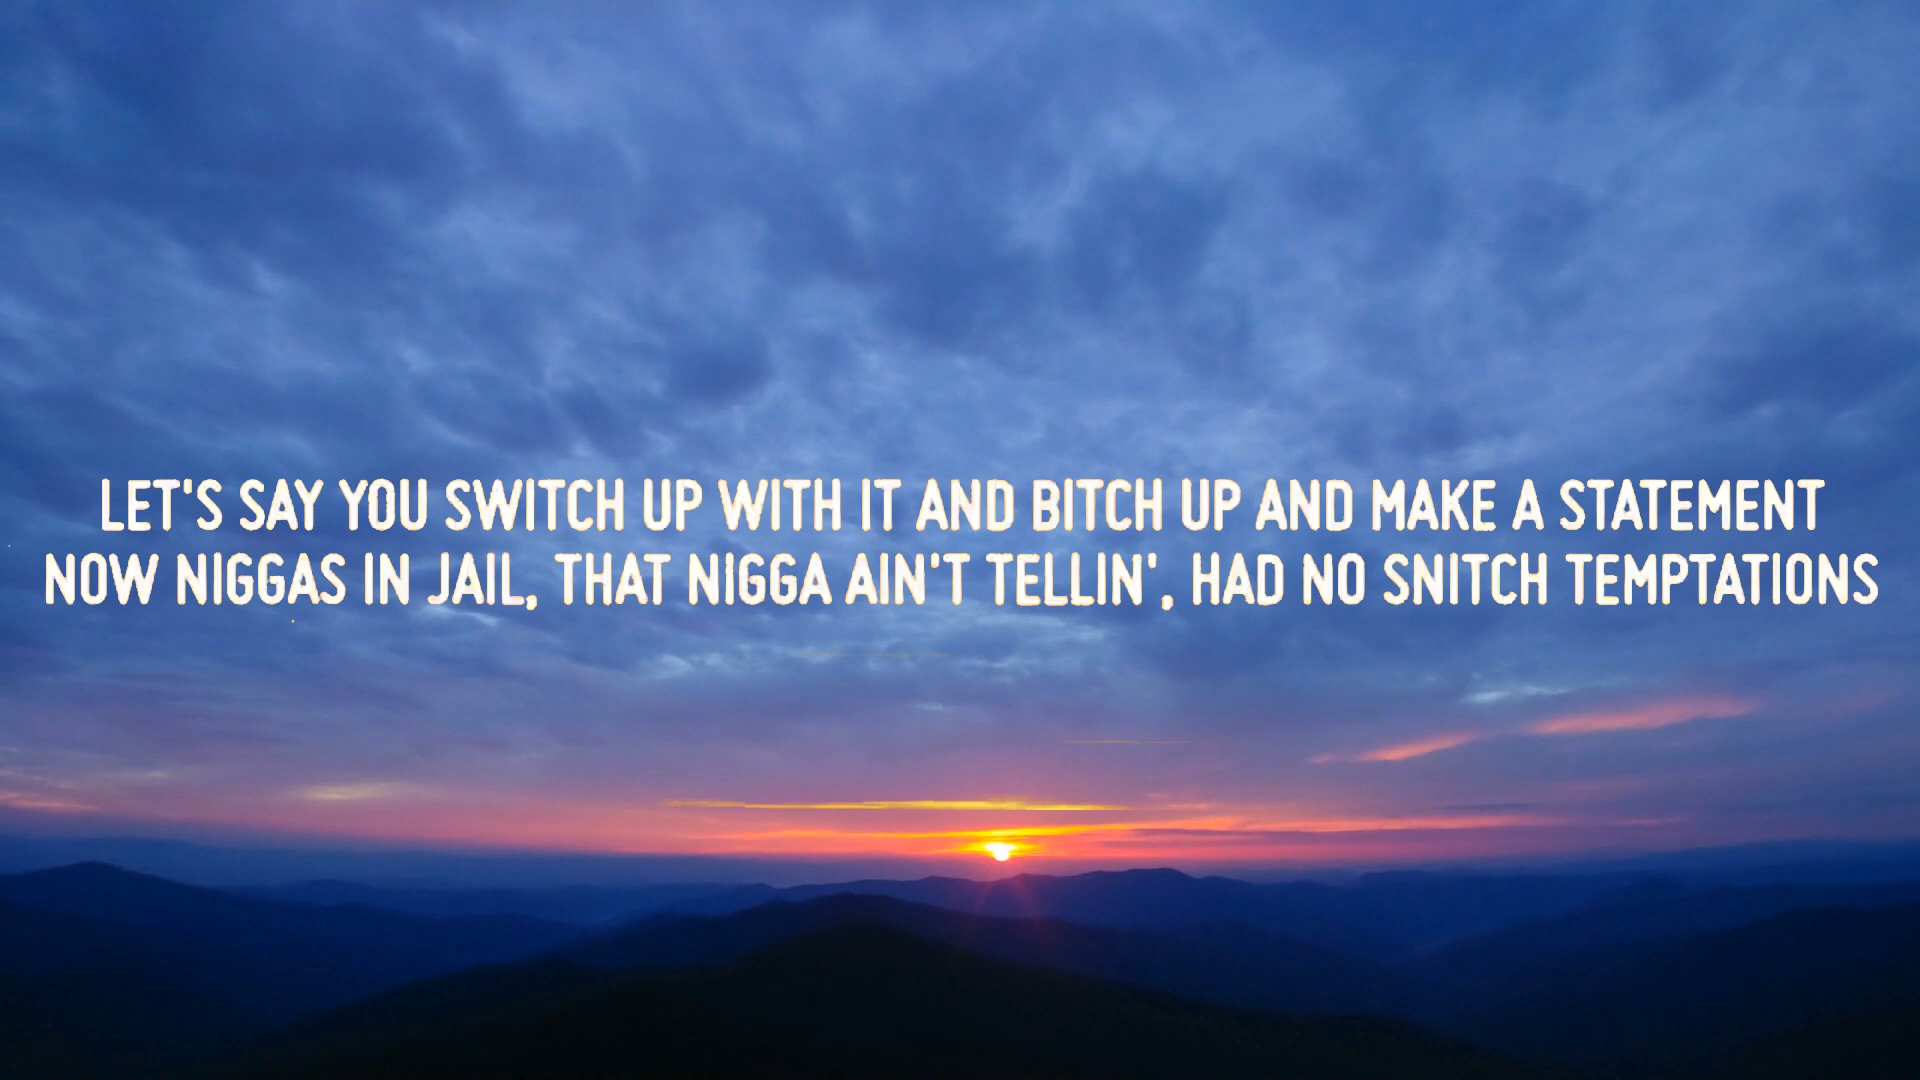 LET'S SAY YOU SWITCH UP WITH IT AND BITCH UP AND MAKE A STATEMENT
NOW NIGGAS IN JAIL, THAT NIGGA AIN'T TELLIN', HAD NO SNITCH TEMPTATIONS